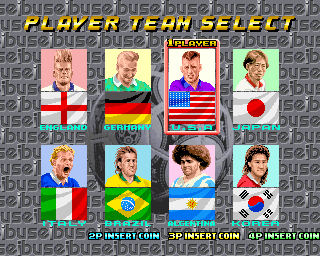 PLAYER TEAM SELECT
1PLAYER
ENGLAND GERMANY U.S.A JAPAN
ITALY BRAZIL ARGENTINA KOREA
2P INSERT COIN 3P INSERT COIN 4P INSERT COIN